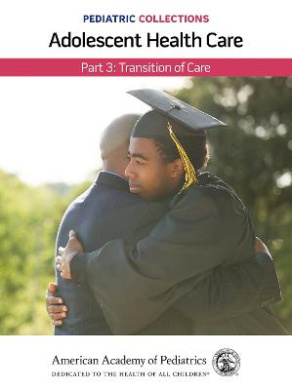 PEDIATRIC COLLECTIONS
Adolescent Health Care
Part 3: Transition of Care
American Academy of Pediatrics
DEDICATED TO THE HEALTH OF ALL CHILDREN®